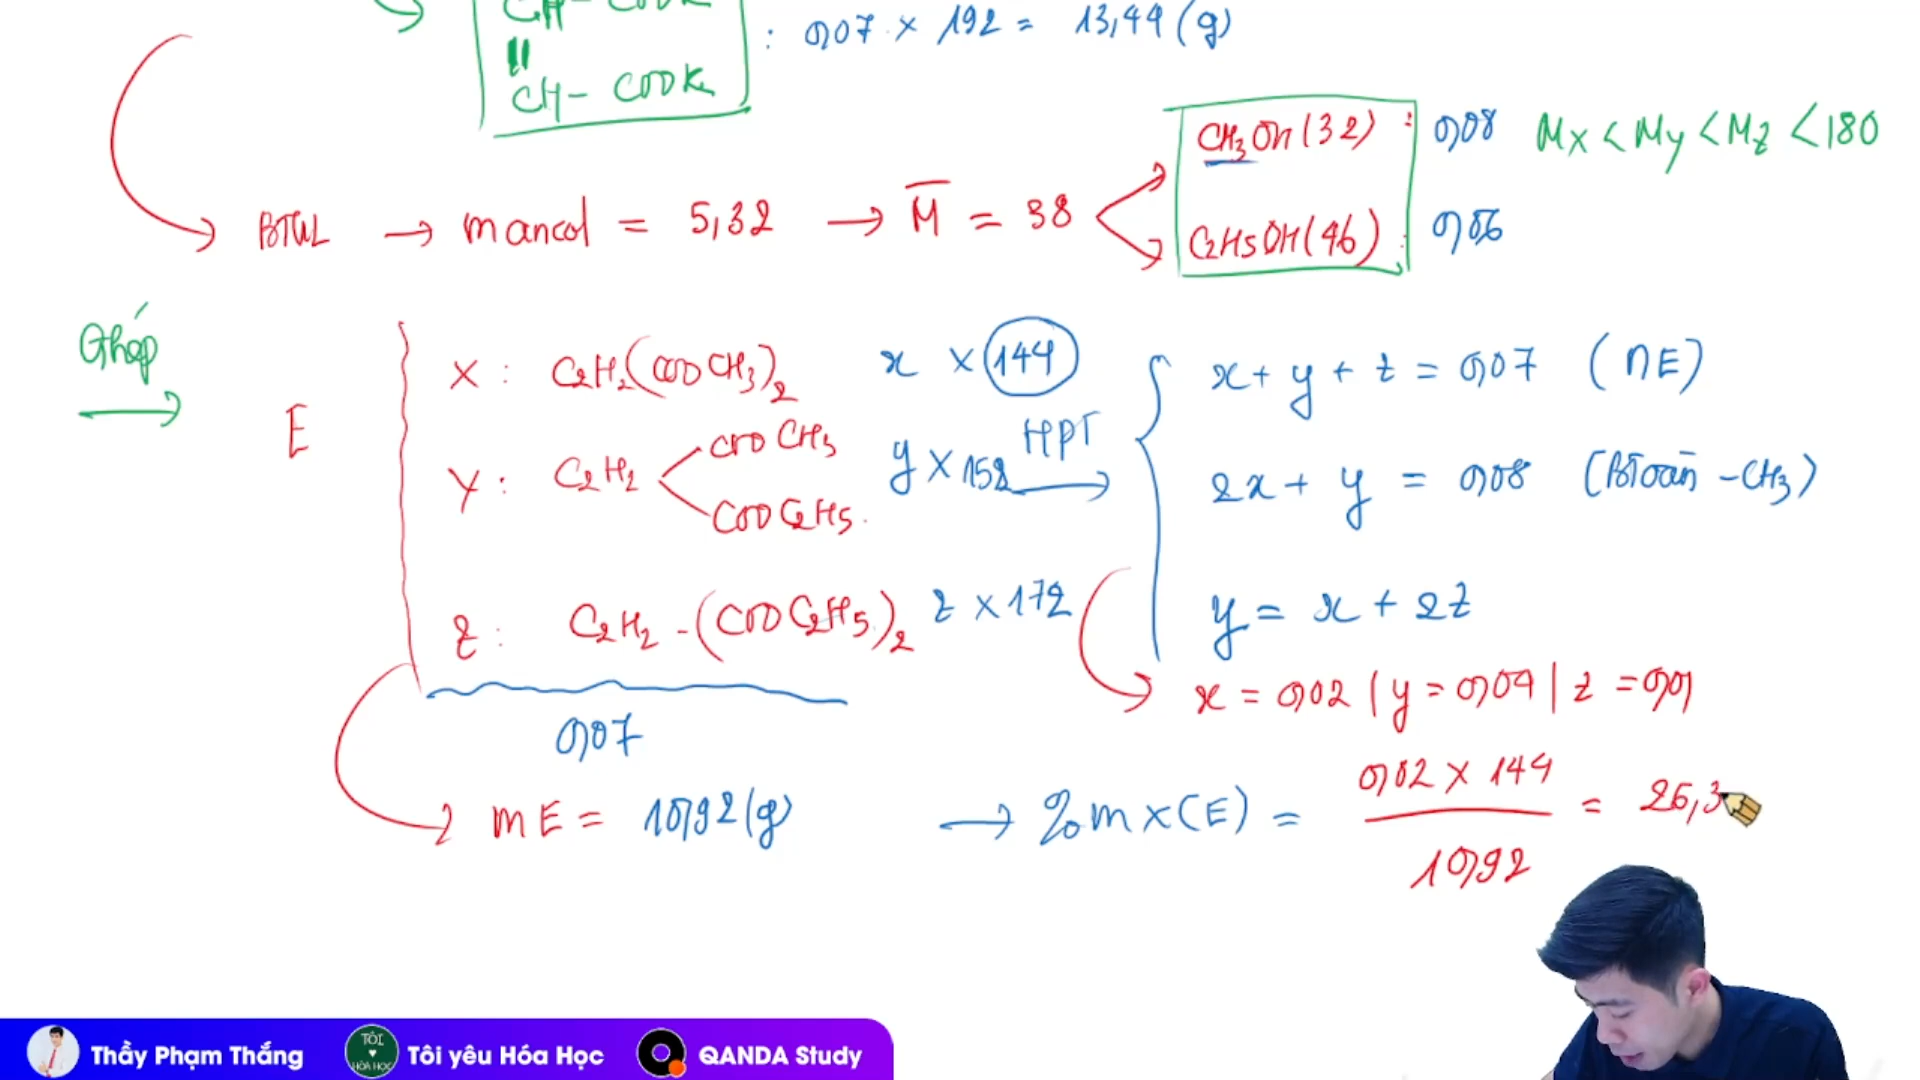 CH - COOK
||
CH - COOK
: 0,07 × 192 = 13,44 (g)
CH3OH (32) : 0,08
Mx < My < Mz < 180
BTKL → mancol = 5,32 → M = 38
C2H5OH (46) : 0,06
Ghép
E
X : C2H2(COOCH3)2 x × 144
Y : C2H2 COOCH3 COOC2H5 y × 158
HPT
Z : C2H2 - (COOC2H5)2 z × 172
x + y + z = 0,07 (nE)
2x + y = 0,08 (BToàn -CH3)
y = x + 2z
x = 0,02 | y = 0,04 | z = 0,01
0,07
mE = 10,92 (g) → %mX(E) = 0,02 × 144 / 10,92 = 26,3
Thầy Phạm Thắng
TÔI ♥ HÓA HỌC
Tôi yêu Hóa Học
QANDA Study